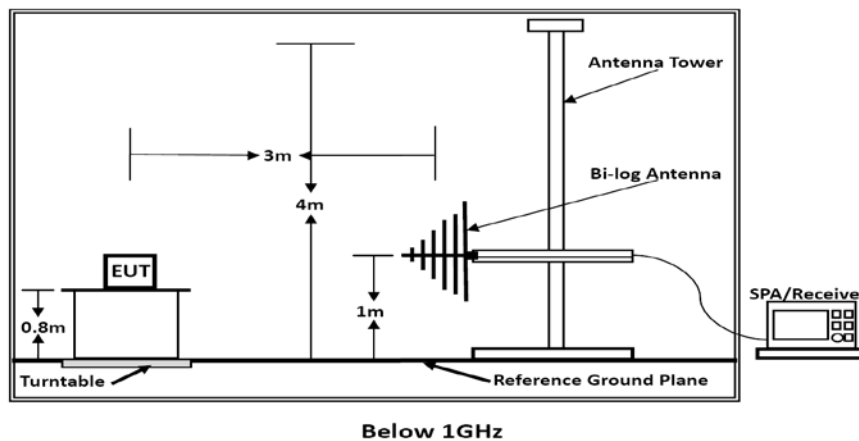 Antenna Tower
3m
Bi-log Antenna
4m
EUT
1m
SPA/Receive
0.8m
Turntable
Reference Ground Plane
Below 1GHz